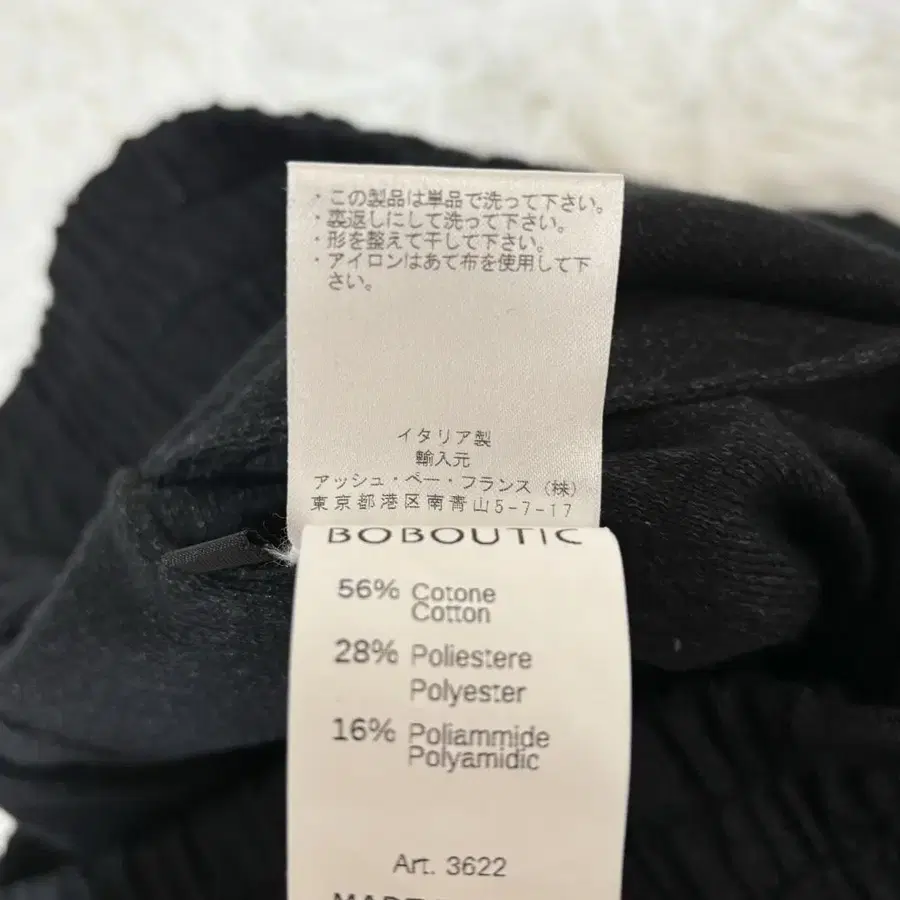 ・この製品は単品で洗って下さい。
・裏返しにして洗って下さい。
・形を整えて干して下さい。
・アイロンはあて布を使用して下
さい。
イタリア製
輸入元
アッシュ・ペー・フランス（株）
東京都港区南青山5-7-17
BOBOUTIC
56% Cotone
Cotton
28% Poliestere
Polyester
16% Poliammide
Polyamidic
Art. 3622
MADE